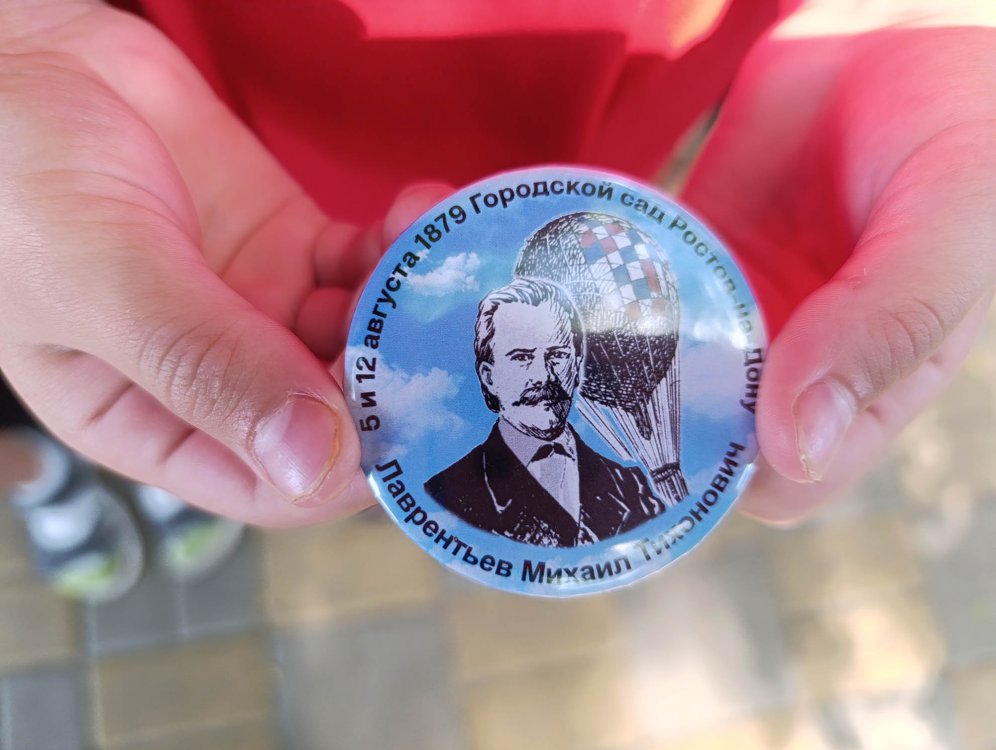 5 и 12 августа 1879 Городской сад Ростов-на-Дону
Лаврентьев Михаил Тихонович